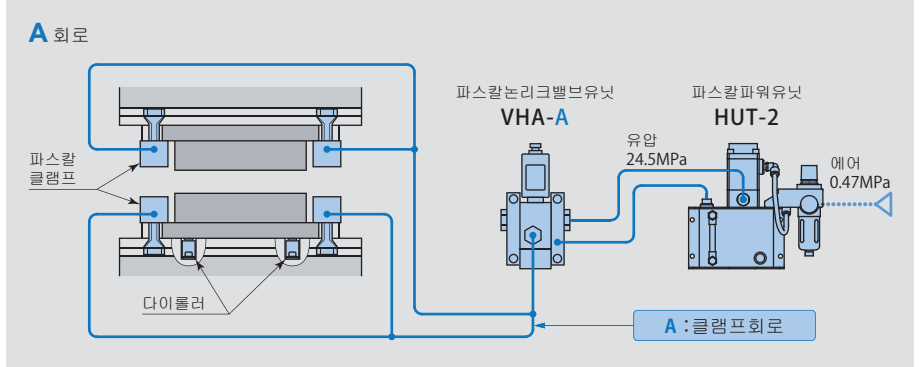 A 회로
파스칼논리크밸브유닛
VHA-A
파스칼파워유닛
HUT-2
유압
24.5MPa
에어
0.47MPa
파스칼
클램프
다이롤러
A : 클램프회로